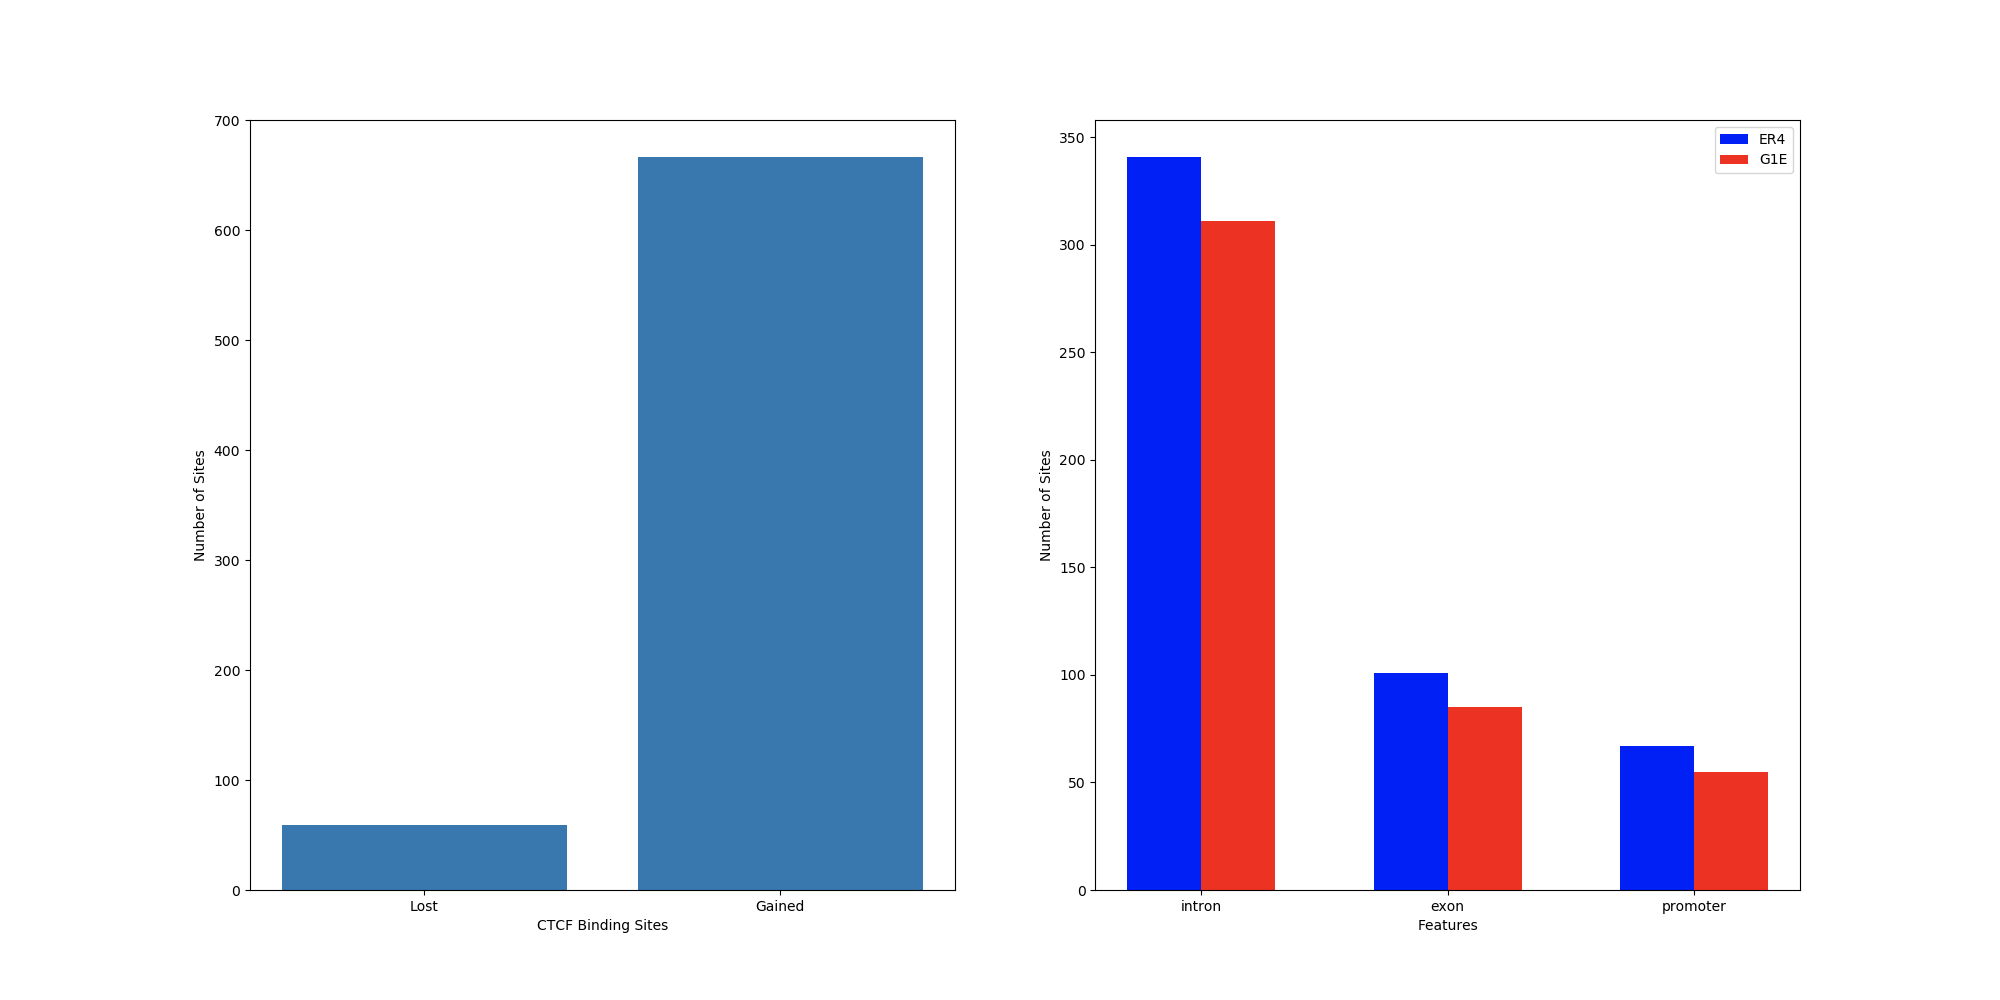 700
600
500
400
300
200
100
0
Number of Sites
Lost Gained
CTCF Binding Sites
350
300
250
200
150
100
50
0
Number of Sites
ER4
G1E
intron exon promoter
Features